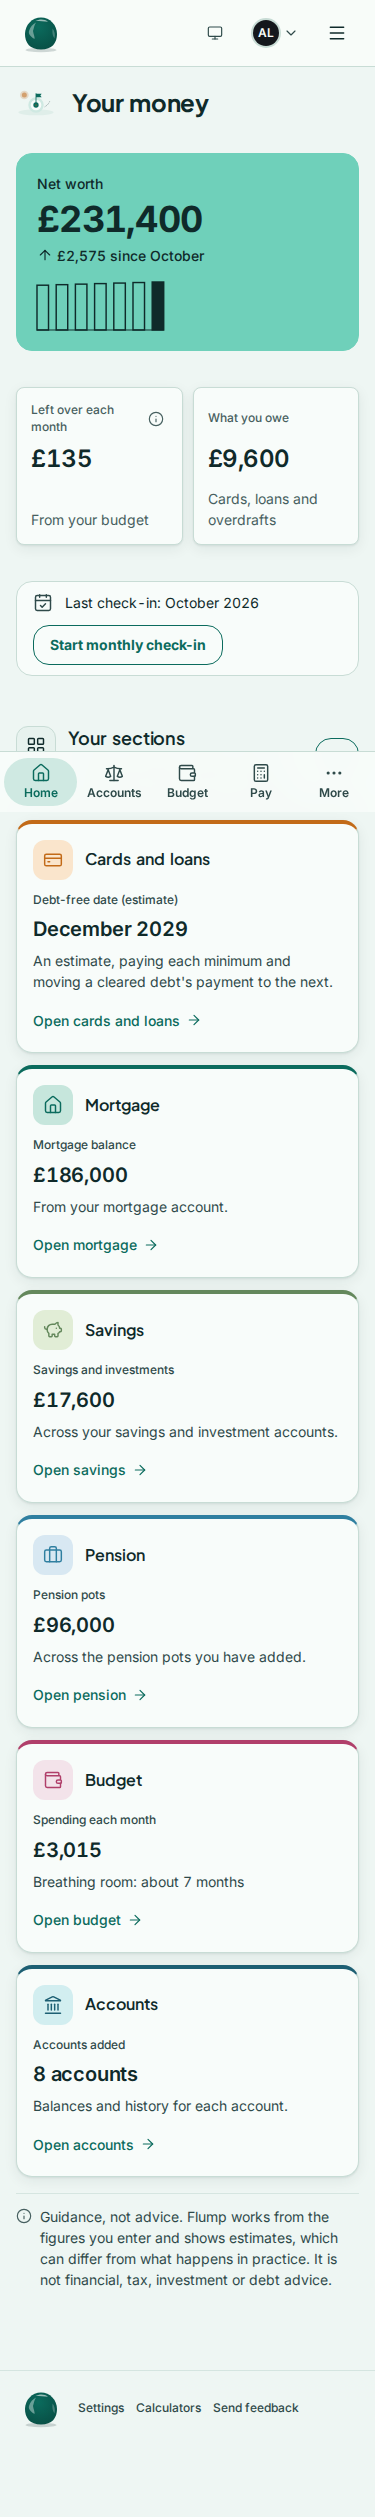 AL
Your money
Net worth
£231,400
↑ £2,575 since October
Left over each
month
£135
From your budget
What you owe
£9,600
Cards, loans and
overdrafts
Last check-in: October 2026
Start monthly check-in
Your sections
Home
Accounts
Budget
Pay
More
Cards and loans
Debt-free date (estimate)
December 2029
An estimate, paying each minimum and
moving a cleared debt's payment to the next.
Open cards and loans →
Mortgage
Mortgage balance
£186,000
From your mortgage account.
Open mortgage →
Savings
Savings and investments
£17,600
Across your savings and investment accounts.
Open savings →
Pension
Pension pots
£96,000
Across the pension pots you have added.
Open pension →
Budget
Spending each month
£3,015
Breathing room: about 7 months
Open budget →
Accounts
Accounts added
8 accounts
Balances and history for each account.
Open accounts →
Guidance, not advice. Flump works from the
figures you enter and shows estimates, which
can differ from what happens in practice. It is
not financial, tax, investment or debt advice.
Settings
Calculators
Send feedback